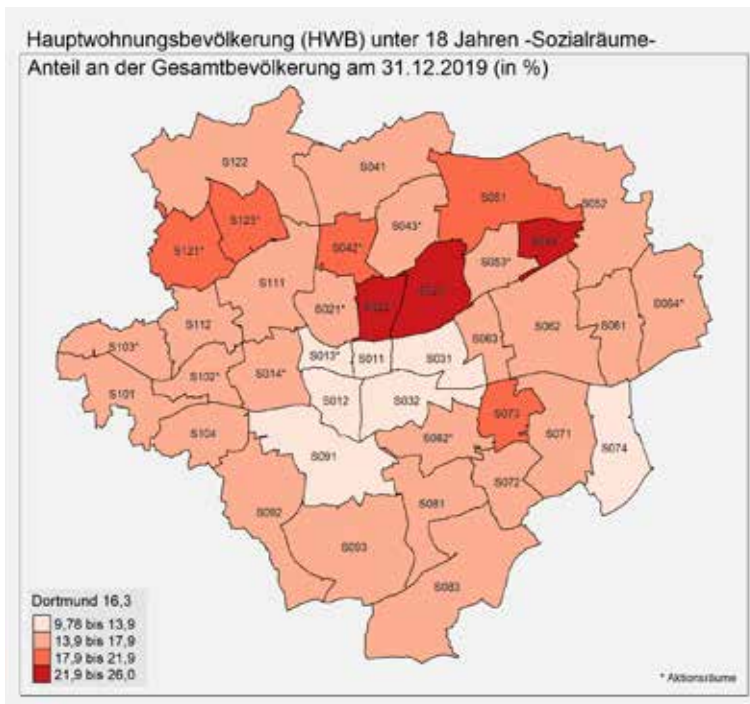 Hauptwohnungsbevölkerung (HWB) unter 18 Jahren -Sozialräume-
Anteil an der Gesamtbevölkerung am 31.12.2019 (in %)
S122
S041
S051
S052
S123*
S121*
S042*
S043*
S053*
S111
S021*
S064*
S112
S063
S062
S061
S103*
S102*
S014*
S013*
S011
S031
S101
S012
S032
S104
S073
S082*
S071
S074
S091
S072
S092
S081
S093
S083
Dortmund 16,3
9,78 bis 13,9
13,9 bis 17,9
17,9 bis 21,9
21,9 bis 26,0
* Aktionsräume